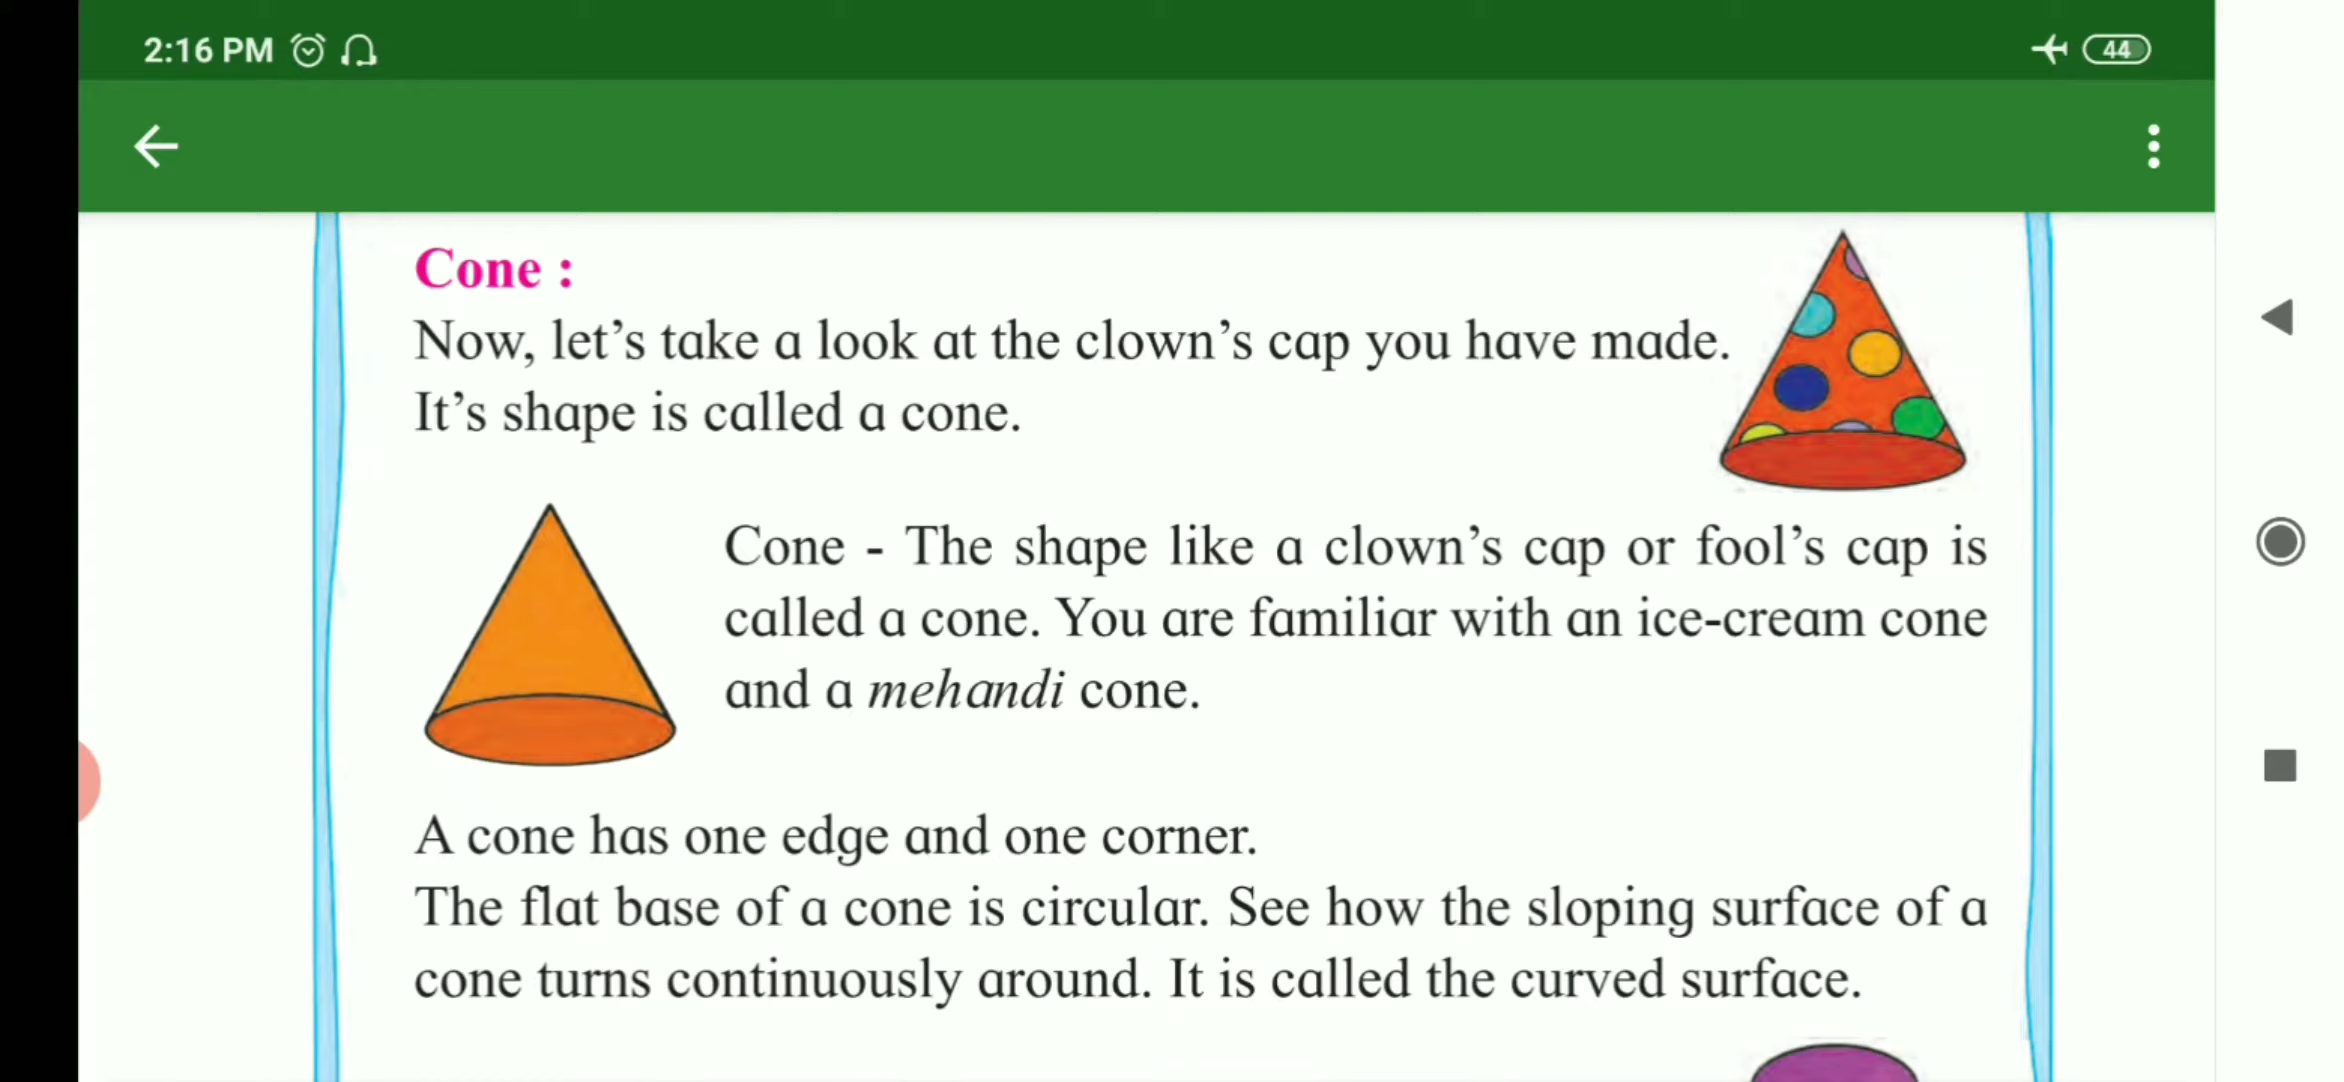 2:16 PM
44
Cone :
Now, let’s take a look at the clown’s cap you have made.
It’s shape is called a cone.
Cone - The shape like a clown’s cap or fool’s cap is
called a cone. You are familiar with an ice-cream cone
and a mehandi cone.
A cone has one edge and one corner.
The flat base of a cone is circular. See how the sloping surface of a
cone turns continuously around. It is called the curved surface.